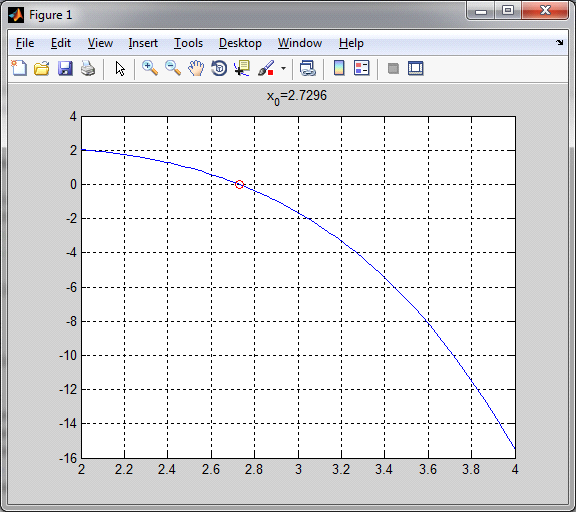 Figure 1
File Edit View Insert Tools Desktop Window Help
x₀=2.7296
4
2
0
-2
-4
-6
-8
-10
-12
-14
-16
2 2.2 2.4 2.6 2.8 3 3.2 3.4 3.6 3.8 4